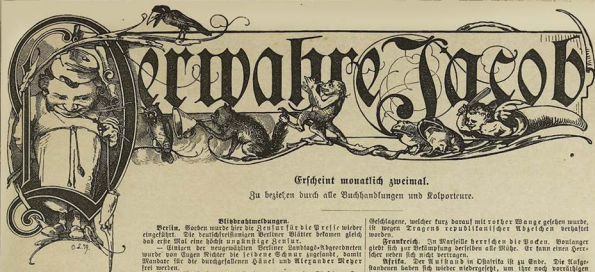 Der wahre Jacob
Erscheint monatlich zweimal.
Zu beziehen durch alle Buchhandlungen und Kolporteure.
Blitzdrahtmeldungen.
Berlin. Soeben wurde hier die Zensur für die Presse wieder
eingeführt. Die deutschfreisinnigen Berliner Blätter bekamen gleich
das erste Mal eine höchst ungünstige Zensur.
— Einigen der neugewählten Berliner Landtags-Abgeordneten
wurde von Eugen Richter die seidene Schnur zugesandt, damit
Mandate für die durchgefallenen Hänel und Alexander Meyer
frei werden.
Geschlagene, welcher kurz darauf mit rother Wange gesehen wurde,
ist wegen Tragens republikanischer Abzeichen verhaftet
worden.
Frankreich. In Marseille herrschen die Pocken. Boulanger
giebt sich zur Bekämpfung derselben alle Mühe. Er kann einen Herr-
scher neben sich nicht vertragen.
Afrika. Der Aufstand in Ostafrika ist zu Ende. Die Aufge-
standenen haben sich wieder niedergesetzt, um ihre nach vorräthigen